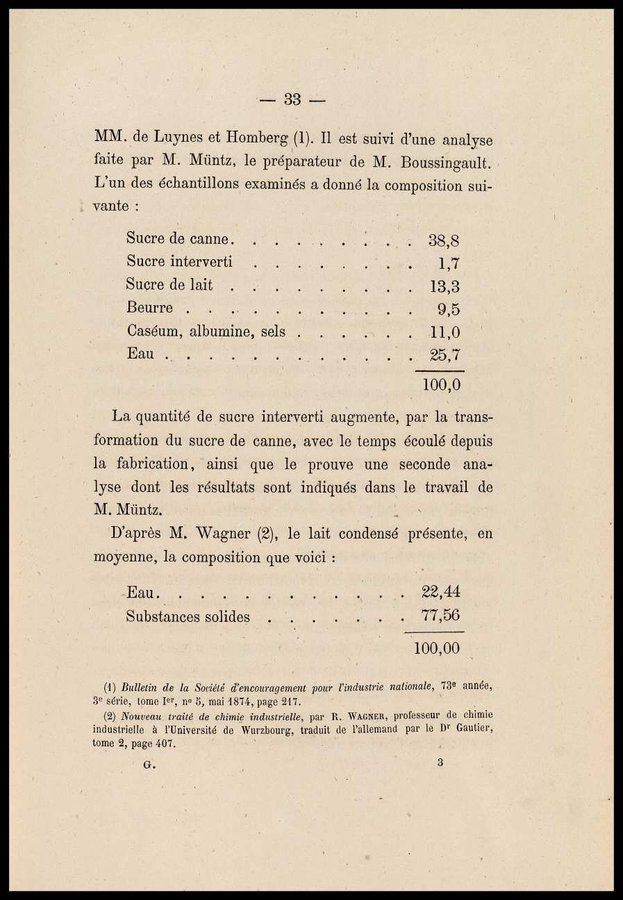 — 33 —
MM. de Luynes et Homberg (1). Il est suivi d'une analyse
faite par M. Müntz, le préparateur de M. Boussingault.
L'un des échantillons examinés a donné la composition sui-
vante :
Sucre de canne. . . . . . . . . 38,8
Sucre interverti . . . . . . . . 1,7
Sucre de lait . . . . . . . . . 13,3
Beurre . . . . . . . . . . . 9,5
Caséum, albumine, sels . . . . . . 11,0
Eau . . . . . . . . . . . . 25,7
100,0
La quantité de sucre interverti augmente, par la trans-
formation du sucre de canne, avec le temps écoulé depuis
la fabrication, ainsi que le prouve une seconde ana-
lyse dont les résultats sont indiqués dans le travail de
M. Müntz.
D'après M. Wagner (2), le lait condensé présente, en
moyenne, la composition que voici :
Eau. . . . . . . . . . . . 22,44
Substances solides . . . . . . . 77,56
100,00
(1) Bulletin de la Société d'encouragement pour l'industrie nationale, 73e année,
3e série, tome Ier, no 5, mai 1874, page 217.
(2) Nouveau traité de chimie industrielle, par R. WAGNER, professeur de chimie
industrielle à l'Université de Wurzbourg, traduit de l'allemand par le Dr Gautier,
tome 2, page 407.
G. 3